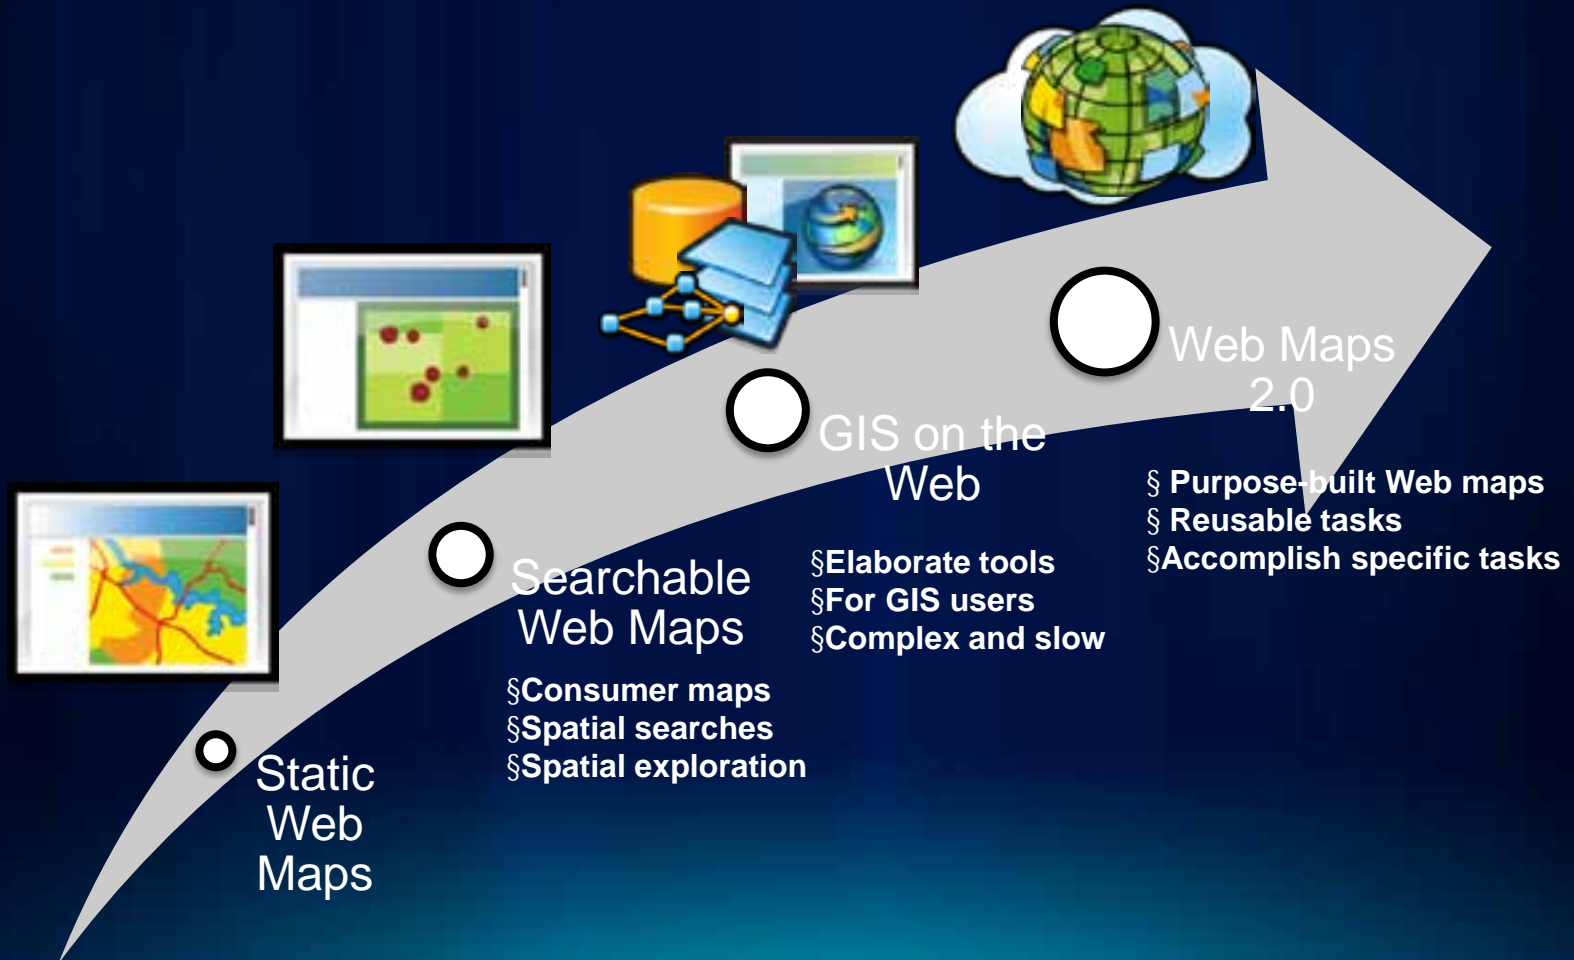 Static
Web
Maps
Searchable
Web Maps
§Consumer maps
§Spatial searches
§Spatial exploration
GIS on the
Web
§Elaborate tools
§For GIS users
§Complex and slow
Web Maps
2.0
§ Purpose-built Web maps
§ Reusable tasks
§Accomplish specific tasks